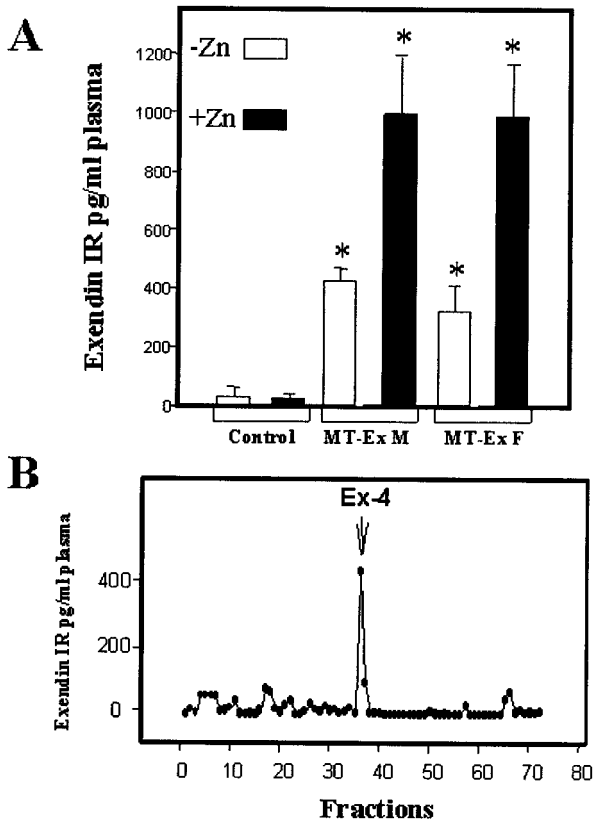 A
Exendin IR pg/ml plasma
1200
1000
800
600
400
200
0
-Zn
+Zn
*
*
*
*
Control
MT-Ex M
MT-Ex F
B
Exendin IR pg/ml plasma
Ex-4
400
200
0
0 10 20 30 40 50 60 70 80
Fractions